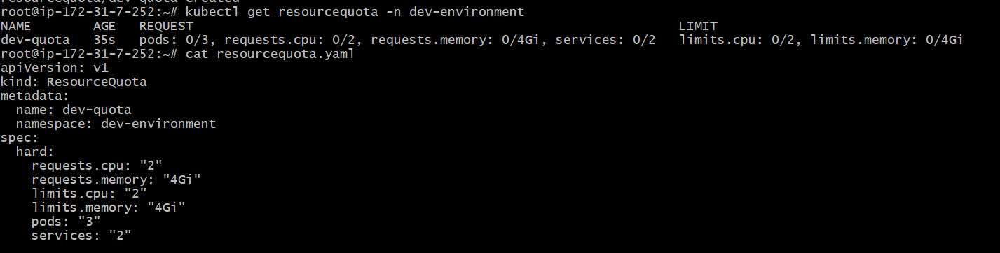 resourcequota/dev-quota created
root@ip-172-31-7-252:~# kubectl get resourcequota -n dev-environment
NAME        AGE   REQUEST                                                               LIMIT
dev-quota   35s   pods: 0/3, requests.cpu: 0/2, requests.memory: 0/4Gi, services: 0/2   limits.cpu: 0/2, limits.memory: 0/4Gi
root@ip-172-31-7-252:~# cat resourcequota.yaml
apiVersion: v1
kind: ResourceQuota
metadata:
  name: dev-quota
  namespace: dev-environment
spec:
  hard:
    requests.cpu: "2"
    requests.memory: "4Gi"
    limits.cpu: "2"
    limits.memory: "4Gi"
    pods: "3"
    services: "2"